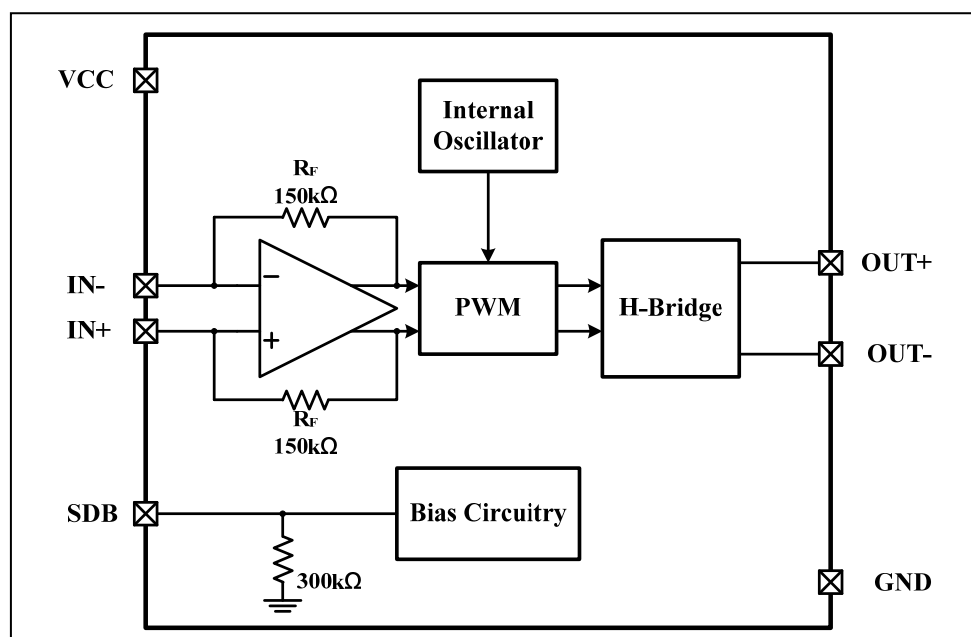 VCC
Internal
Oscillator
RF
150kΩ
IN-
IN+
−
+
PWM
H-Bridge
OUT+
OUT-
RF
150kΩ
SDB
Bias Circuitry
300kΩ
GND